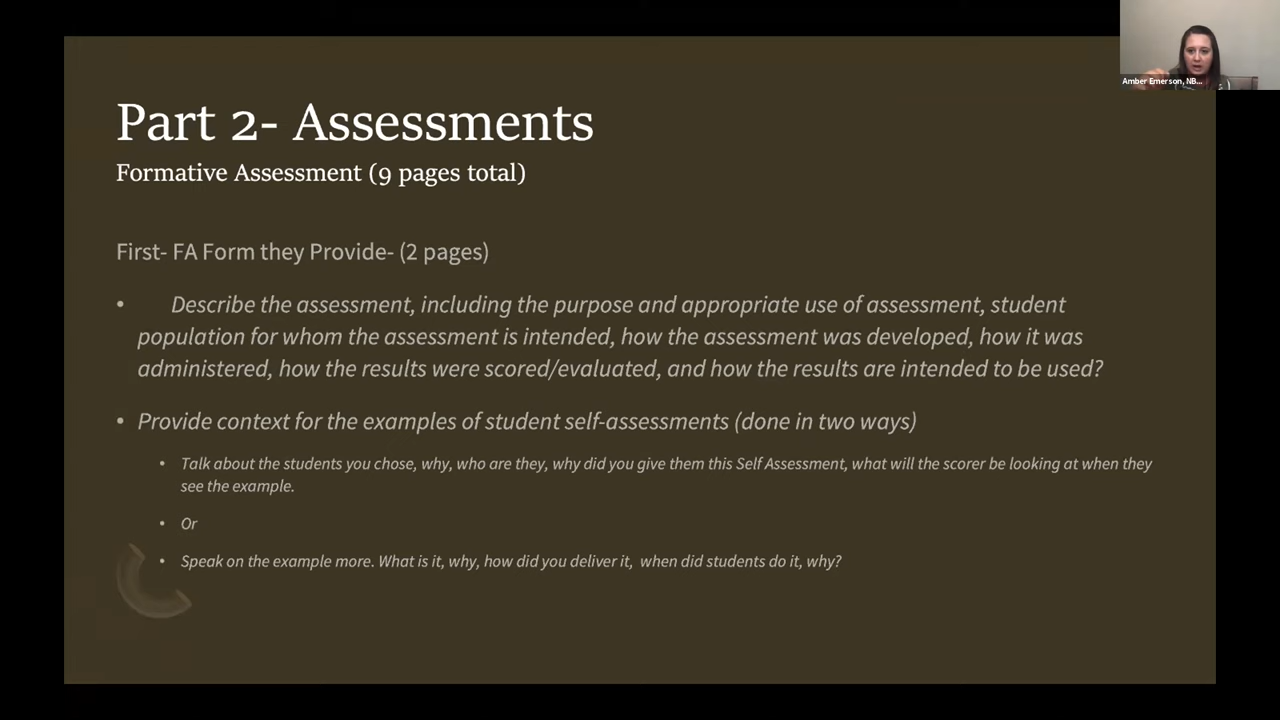 Amber Emerson, NB...
Part 2- Assessments
Formative Assessment (9 pages total)
First- FA Form they Provide- (2 pages)
• Describe the assessment, including the purpose and appropriate use of assessment, student
population for whom the assessment is intended, how the assessment was developed, how it was
administered, how the results were scored/evaluated, and how the results are intended to be used?
• Provide context for the examples of student self-assessments (done in two ways)
• Talk about the students you chose, why, who are they, why did you give them this Self Assessment, what will the scorer be looking at when they
see the example.
• Or
• Speak on the example more. What is it, why, how did you deliver it, when did students do it, why?